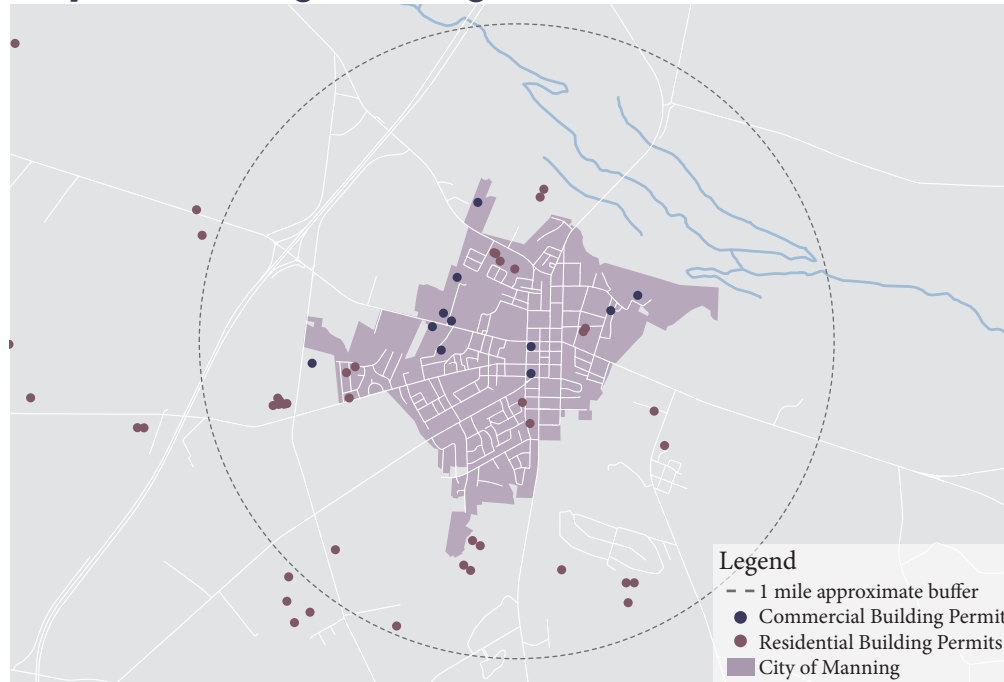 Legend
1 mile approximate buffer
Commercial Building Permit
Residential Building Permits
City of Manning